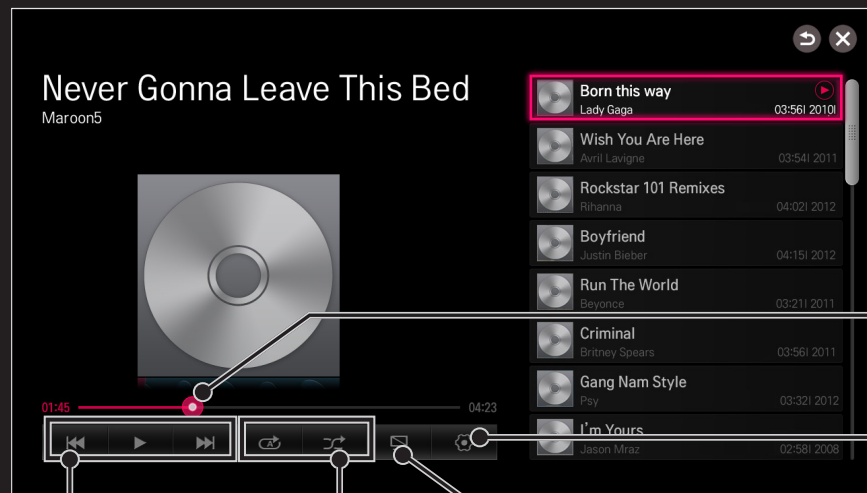 Never Gonna Leave This Bed
Maroon5
01:45
04:23
A
Born this way
Lady Gaga
03:56| 2010|
Wish You Are Here
Avril Lavigne
03:54| 2011
Rockstar 101 Remixes
Rihanna
04:02| 2012
Boyfriend
Justin Bieber
04:15| 2012
Run The World
Beyonce
03:21| 2011
Criminal
Britney Spears
03:56| 2011
Gang Nam Style
Psy
03:32| 2012
I'm Yours
Jason Mraz
02:58| 2008